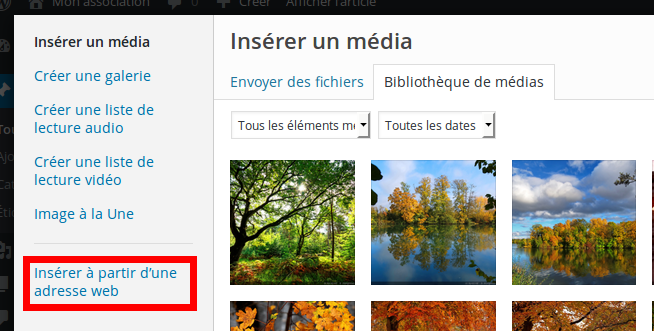 Mon association 0 + Créer Afficher l'article
Insérer un média
Créer une galerie
Créer une liste de
lecture audio
Créer une liste de
lecture vidéo
Image à la Une
Insérer à partir d'une
adresse web
Insérer un média
Envoyer des fichiers
Bibliothèque de médias
Tous les éléments mé
Toutes les dates